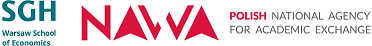 SGH
Warsaw School
of Economics
NAWA
POLISH NATIONAL AGENCY
FOR ACADEMIC EXCHANGE